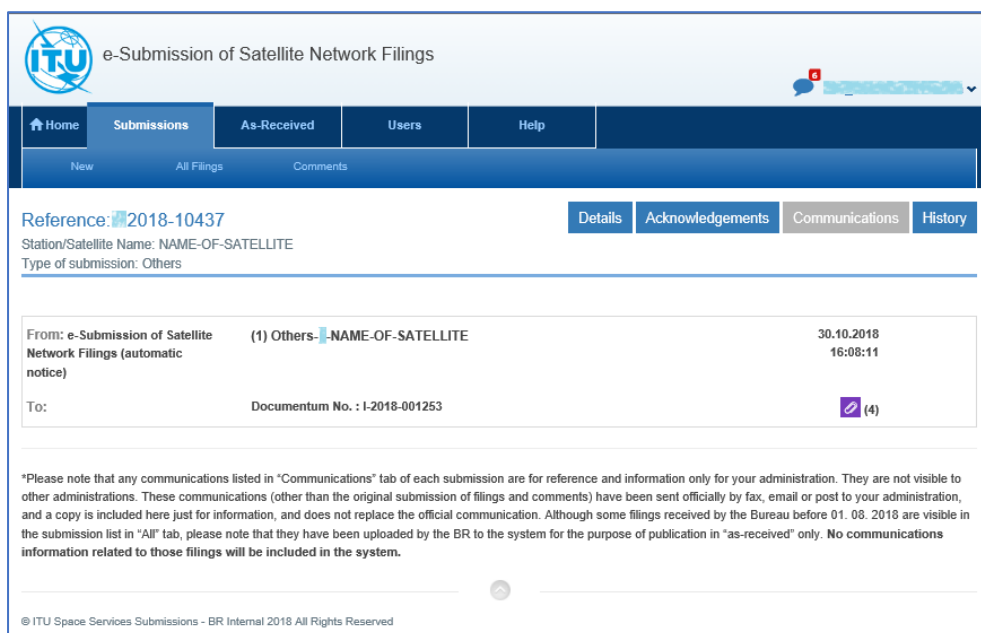 ITU
e-Submission of Satellite Network Filings
6
Home Submissions As-Received Users Help
New All Filings Comments
Reference: 2018-10437
Details Acknowledgements Communications History
Station/Satellite Name: NAME-OF-SATELLITE
Type of submission: Others
From: e-Submission of Satellite (1) Others- -NAME-OF-SATELLITE 30.10.2018
Network Filings (automatic 16:08:11
notice)
To: Documentum No. : I-2018-001253 (4)
*Please note that any communications listed in “Communications” tab of each submission are for reference and information only for your administration. They are not visible to
other administrations. These communications (other than the original submission of filings and comments) have been sent officially by fax, email or post to your administration,
and a copy is included here just for information, and does not replace the official communication. Although some filings received by the Bureau before 01. 08. 2018 are visible in
the submission list in “All” tab, please note that they have been uploaded by the BR to the system for the purpose of publication in “as-received” only. No communications
information related to those filings will be included in the system.
© ITU Space Services Submissions - BR Internal 2018 All Rights Reserved